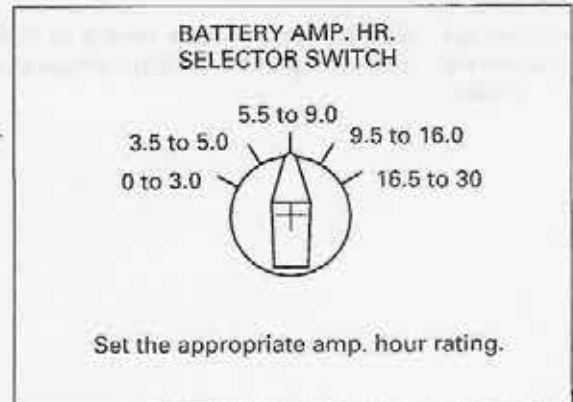 BATTERY AMP. HR.
SELECTOR SWITCH
5.5 to 9.0
3.5 to 5.0
9.5 to 16.0
0 to 3.0
16.5 to 30
Set the appropriate amp. hour rating.